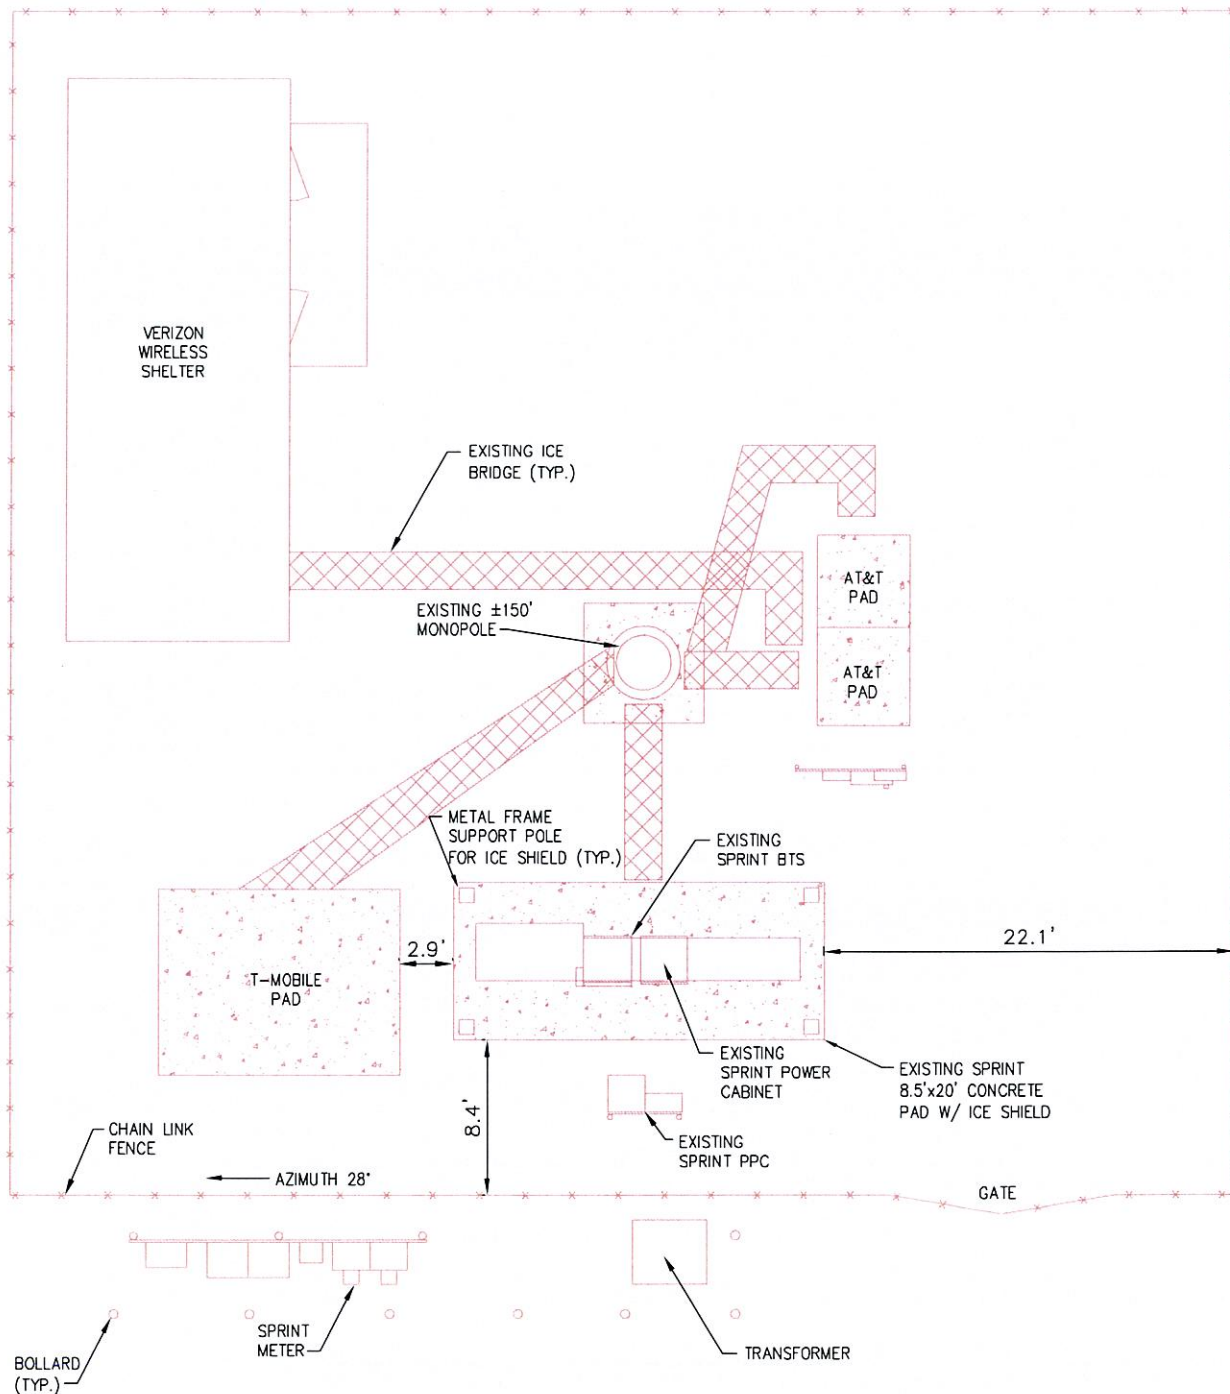 VERIZON
WIRELESS
SHELTER
EXISTING ICE
BRIDGE (TYP.)
AT&T
PAD
EXISTING ±150'
MONOPOLE
AT&T
PAD
METAL FRAME
SUPPORT POLE
FOR ICE SHIELD (TYP.)
EXISTING
SPRINT BTS
2.9'
22.1'
T-MOBILE
PAD
EXISTING
SPRINT POWER
CABINET
EXISTING SPRINT
8.5'x20' CONCRETE
PAD W/ ICE SHIELD
8.4'
CHAIN LINK
FENCE
EXISTING
SPRINT PPC
AZIMUTH 28°
GATE
SPRINT
METER
TRANSFORMER
BOLLARD
(TYP.)